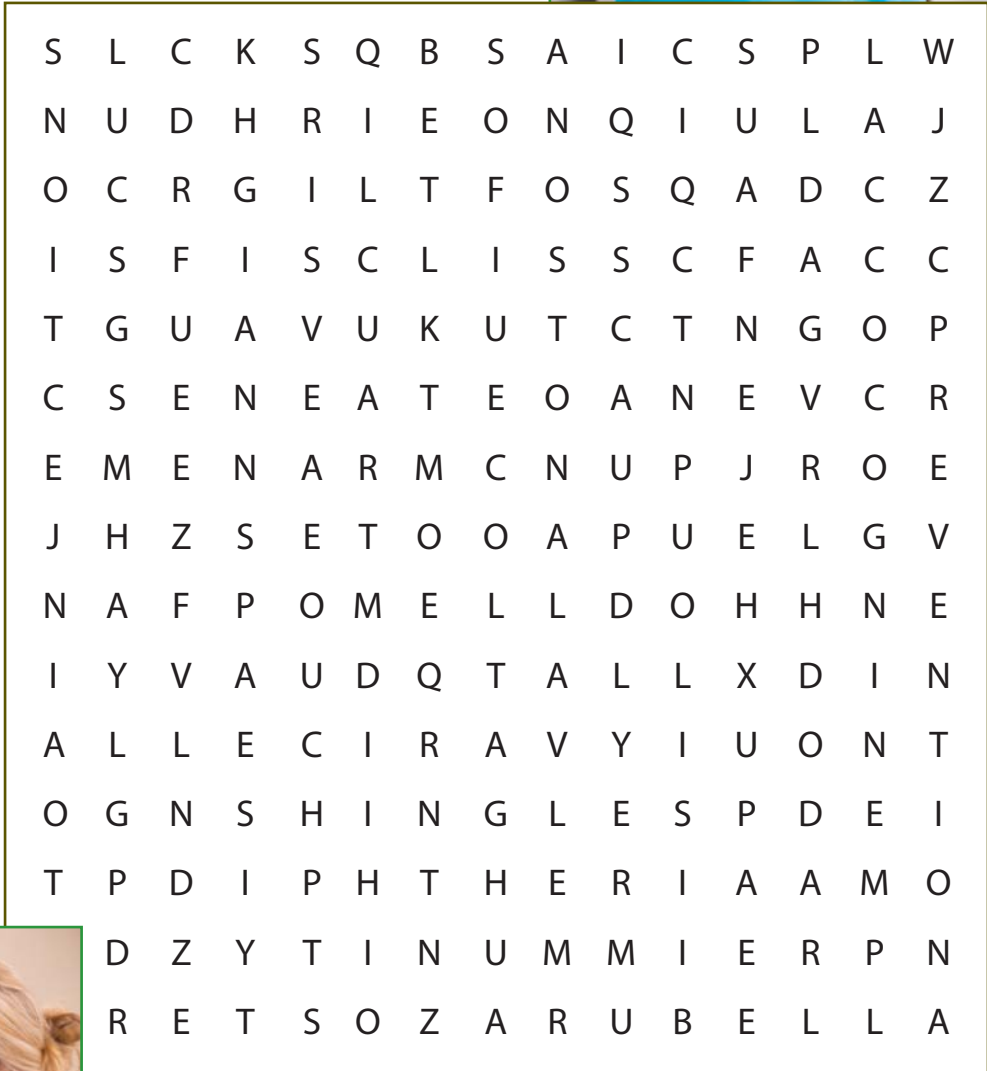 S L C K S Q B S A I C S P L W
N U D H R I E O N Q I U L A J
O C R G I L T F O S Q A D C Z
I S F I S C L I S S C F A C C
T G U A V U K U T C T N G O P
C S E N E A T E O A N E V C R
E M E N A R M C N U P J R O E
J H Z S E T O O A P U E L G V
N A F P O M E L L D O H H N E
I Y V A U D Q T A L L X D I N
A L L E C I R A V Y I U O N T
O G N S H I N G L E S P D E I
T P D I P H T H E R I A A M O
D Z Y T I N U M M I E R P N
R E T S O Z A R U B E L L A